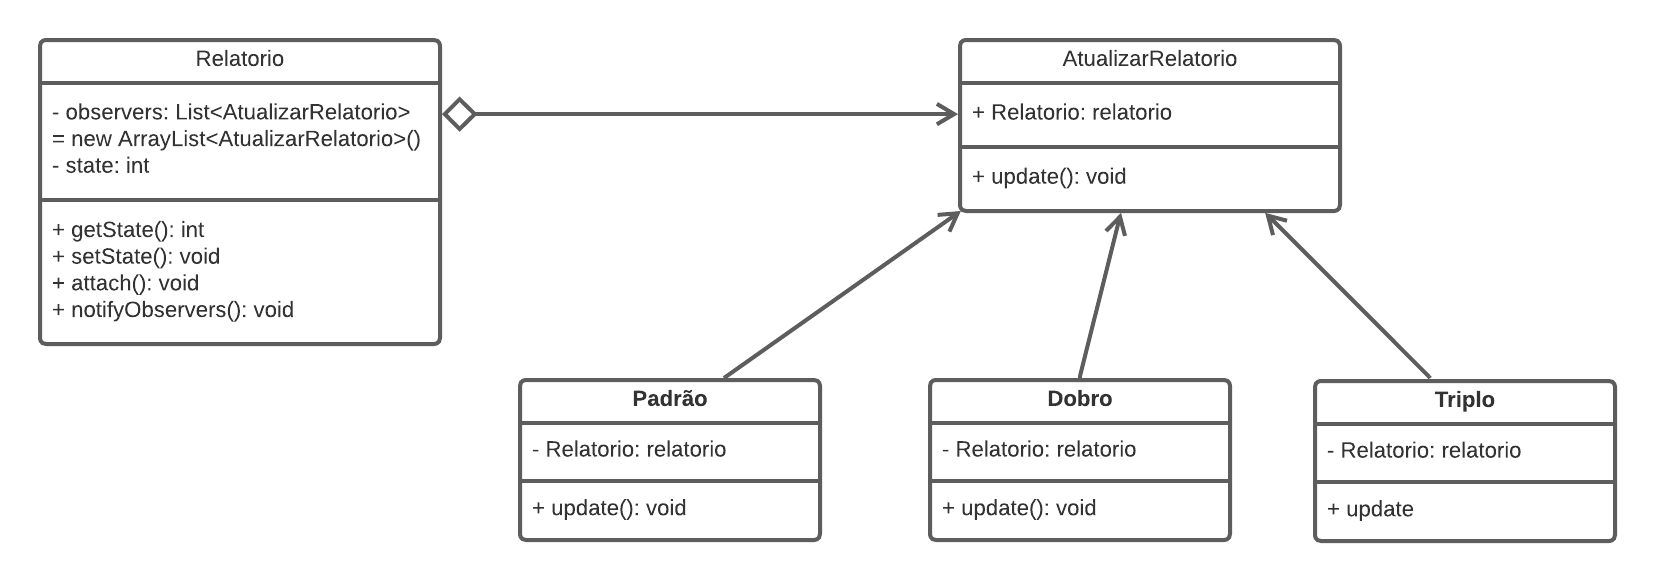 Relatorio
- observers: List<AtualizarRelatorio>
= new ArrayList<AtualizarRelatorio>()
- state: int
+ getState(): int
+ setState(): void
+ attach(): void
+ notifyObservers(): void
AtualizarRelatorio
+ Relatorio: relatorio
+ update(): void
Padrão
- Relatorio: relatorio
+ update(): void
Dobro
- Relatorio: relatorio
+ update(): void
Triplo
- Relatorio: relatorio
+ update